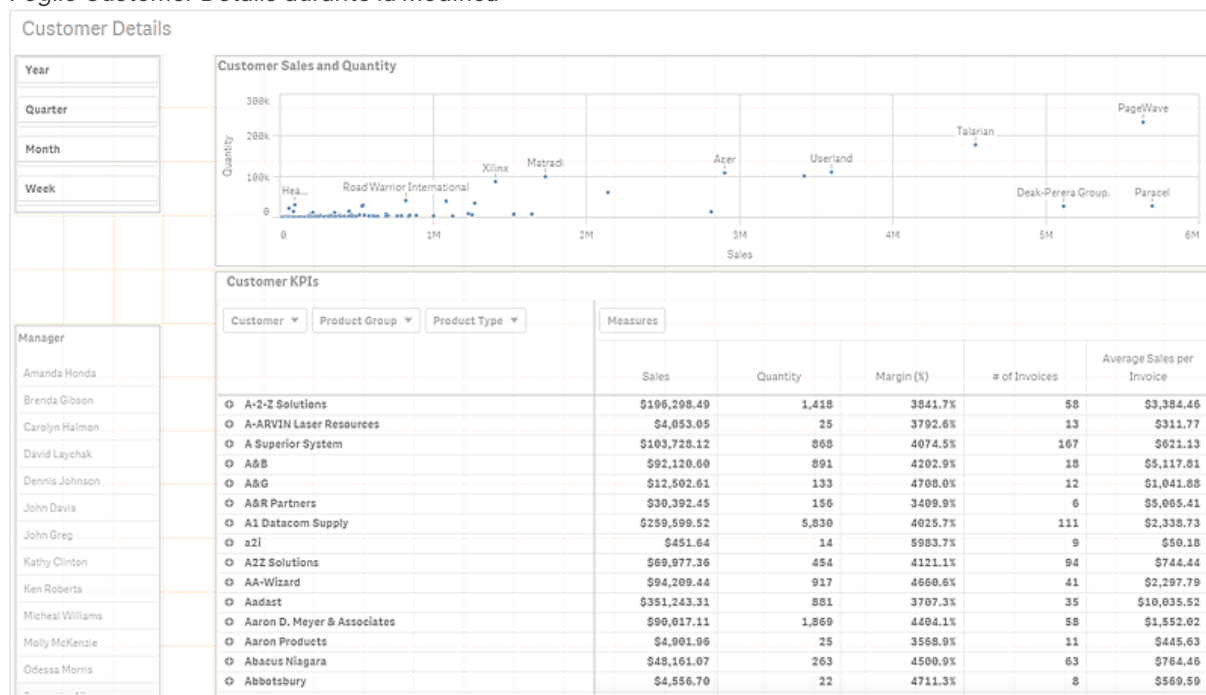 Foglio Customer Details durante la modifica
Customer Details
Year
Quarter
Month
Week
Manager
Amanda Honda
Brenda Gibson
Carolyn Halmon
David Laychak
Dennis Johnson
John Davis
John Greg
Kathy Clinton
Ken Roberts
Micheal Williams
Molly McKenzie
Odessa Morris
Customer Sales and Quantity
Quantity
300k
200k
100k
0
PageWave
Talarian
Acer
Userland
Xilinx
Matradi
Hea...
Road Warrior International
Deak-Perera Group.
Paracel
0 1M 2M 3M 4M 5M 6M
Sales
Customer KPIs
Customer Product Group Product Type Measures
Sales Quantity Margin (%) # of Invoices Average Sales per Invoice
A-2-Z Solutions $196,298.49 1,418 3841.7% 58 $3,384.46
A-ARVIN Laser Resources $4,053.05 25 3792.6% 13 $311.77
A Superior System $103,728.12 868 4074.5% 167 $621.13
A&B $92,120.60 891 4202.9% 18 $5,117.81
A&G $12,502.61 133 4708.0% 12 $1,041.88
A&R Partners $30,392.45 156 3409.9% 6 $5,065.41
A1 Datacom Supply $259,599.52 5,830 4025.7% 111 $2,338.73
a2i $451.64 14 5983.7% 9 $50.18
A2Z Solutions $69,977.36 454 4121.1% 94 $744.44
AA-Wizard $94,209.44 917 4660.6% 41 $2,297.79
Aadast $351,243.31 881 3707.3% 35 $10,035.52
Aaron D. Meyer & Associates $90,017.11 1,869 4404.1% 58 $1,552.02
Aaron Products $4,901.96 25 3568.9% 11 $445.63
Abacus Niagara $48,161.07 263 4500.9% 63 $764.46
Abbotsbury $4,556.70 22 4711.3% 8 $569.59